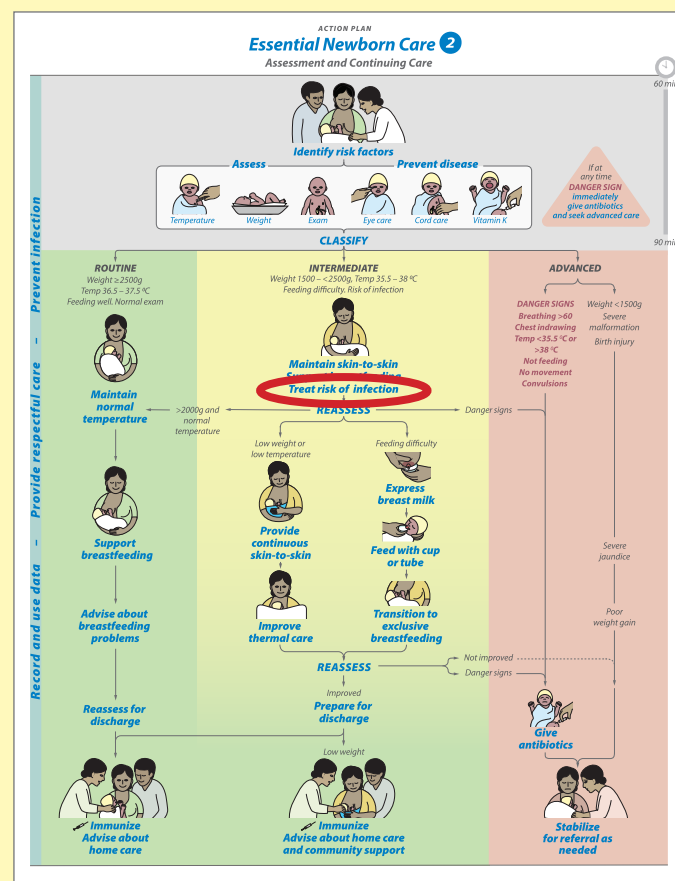 ACTION PLAN
Essential Newborn Care 2
Assessment and Continuing Care
60 min
Identify risk factors
Assess
Prevent disease
Temperature
Weight
Exam
Eye care
Cord care
Vitamin K
If at
any time
DANGER SIGN
immediately
give antibiotics
and seek advanced care
CLASSIFY
90 min
ROUTINE
Weight ≥2500g
Temp 36.5 – 37.5 ºC
Feeding well. Normal exam
INTERMEDIATE
Weight 1500 – <2500g, Temp 35.5 – 38 ºC
Feeding difficulty. Risk of infection
ADVANCED
DANGER SIGNS
Breathing >60
Chest indrawing
Temp <35.5 ºC or
>38 ºC
Not feeding
No movement
Convulsions
Weight <1500g
Severe
malformation
Birth injury
Maintain
normal
temperature
Maintain skin-to-skin
Treat risk of infection
REASSESS
>2000g and
normal
temperature
Danger signs
Low weight or
low temperature
Feeding difficulty
Express
breast milk
Support
breastfeeding
Provide
continuous
skin-to-skin
Feed with cup
or tube
Severe
jaundice
Advise about
breastfeeding
problems
Improve
thermal care
Transition to
exclusive
breastfeeding
Poor
weight gain
REASSESS
Not improved
Danger signs
Improved
Reassess for
discharge
Prepare for
discharge
Give
antibiotics
Low weight
Immunize
Advise about
home care
Immunize
Advise about home care
and community support
Stabilize
for referral as
needed
Prevent infection
– Provide respectful care
– Record and use data